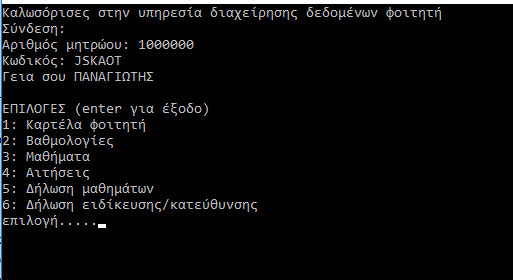 Καλωσόρισες στην υπηρεσία διαχείρησης δεδομένων φοιτητή
Σύνδεση:
Αριθμός μητρώου: 1000000
Κωδικός: JSKAOT
Γεια σου ΠΑΝΑΓΙΩΤΗΣ
ΕΠΙΛΟΓΕΣ (enter για έξοδο)
1: Καρτέλα φοιτητή
2: Βαθμολογίες
3: Μαθήματα
4: Αιτήσεις
5: Δήλωση μαθημάτων
6: Δήλωση ειδίκευσης/κατεύθυνσης
επιλογή.....